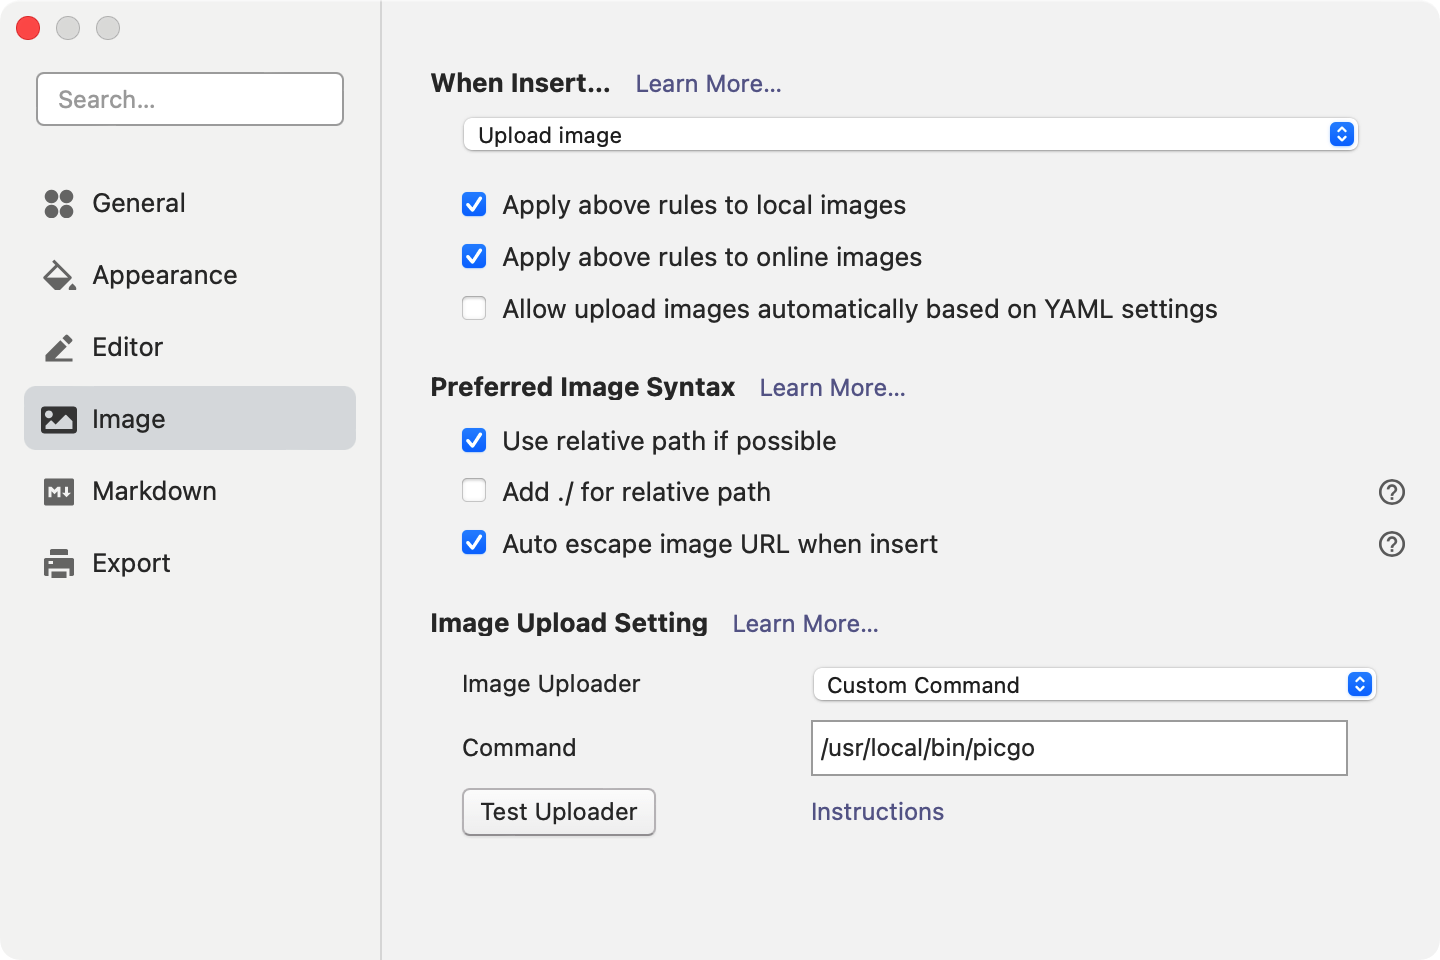 Search...
General
Appearance
Editor
Image
M↓ Markdown
Export
When Insert... Learn More...
Upload image
Apply above rules to local images
Apply above rules to online images
Allow upload images automatically based on YAML settings
Preferred Image Syntax Learn More...
Use relative path if possible
Add ./ for relative path ?
Auto escape image URL when insert ?
Image Upload Setting Learn More...
Image Uploader Custom Command
Command /usr/local/bin/picgo
Test Uploader Instructions